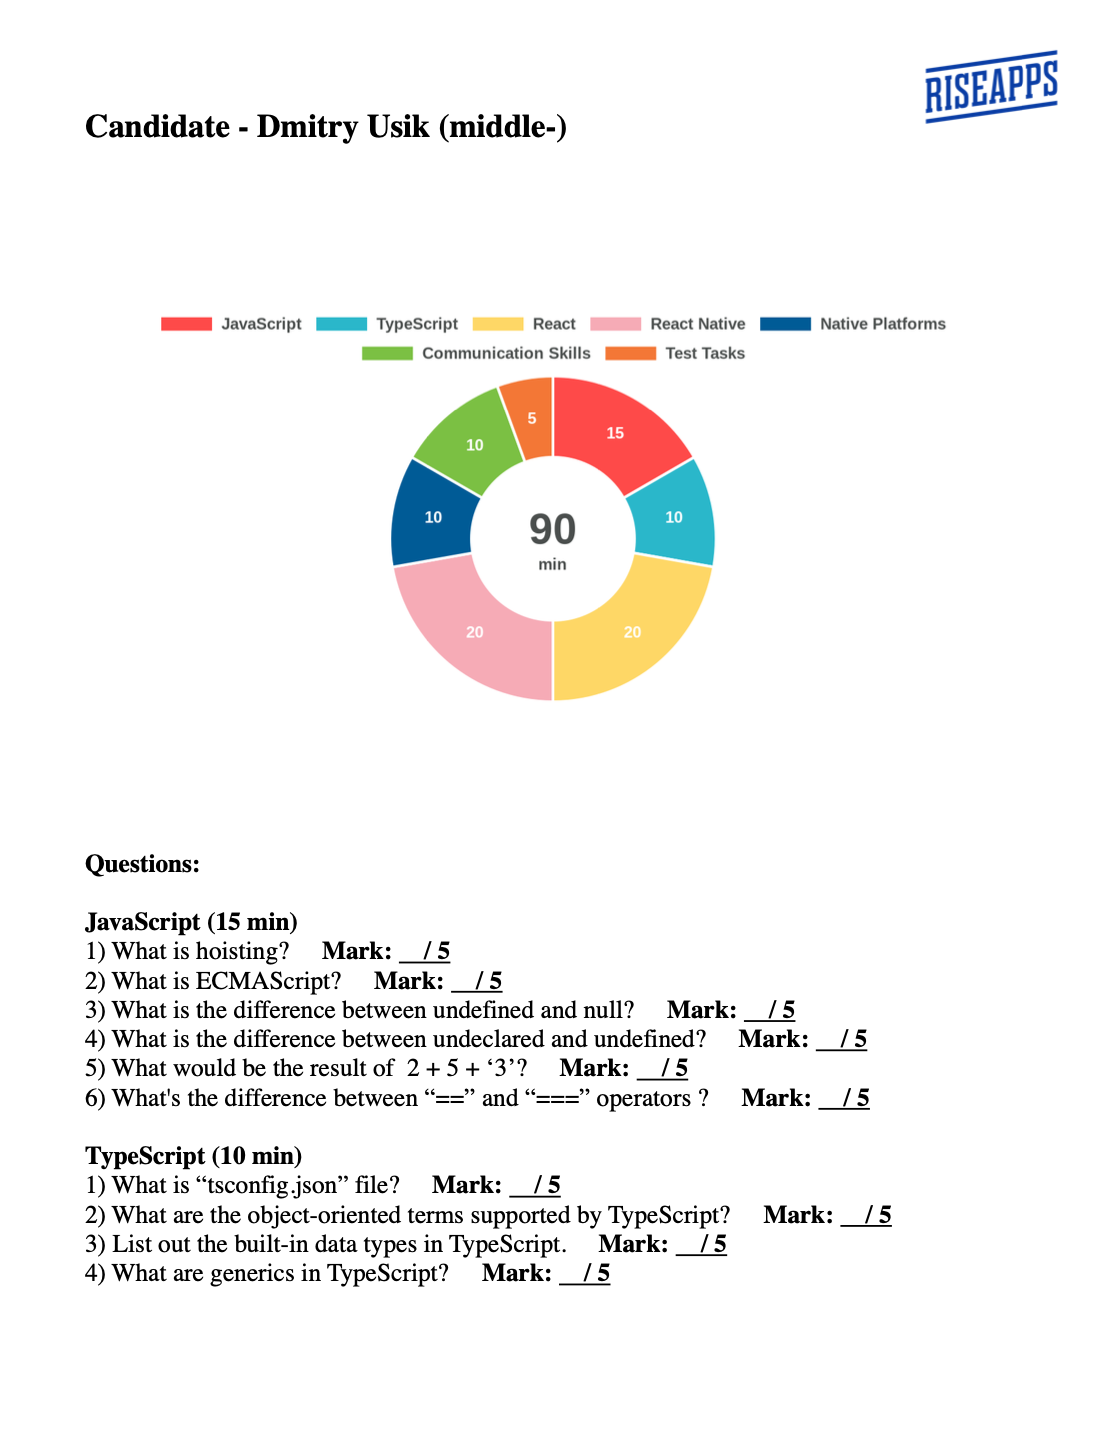 RISEAPPS
Candidate - Dmitry Usik (middle-)
JavaScript TypeScript React React Native Native Platforms
Communication Skills Test Tasks
5
15
10
10
10
90
min
20
20
Questions:
JavaScript (15 min)
1) What is hoisting? Mark: __/ 5
2) What is ECMAScript? Mark: __/ 5
3) What is the difference between undefined and null? Mark: __/ 5
4) What is the difference between undeclared and undefined? Mark: __/ 5
5) What would be the result of  2 + 5 + ‘3’? Mark: __/ 5
6) What's the difference between “==” and “===” operators ? Mark: __/ 5
TypeScript (10 min)
1) What is “tsconfig.json” file? Mark: __/ 5
2) What are the object-oriented terms supported by TypeScript? Mark: __/ 5
3) List out the built-in data types in TypeScript. Mark: __/ 5
4) What are generics in TypeScript? Mark: __/ 5